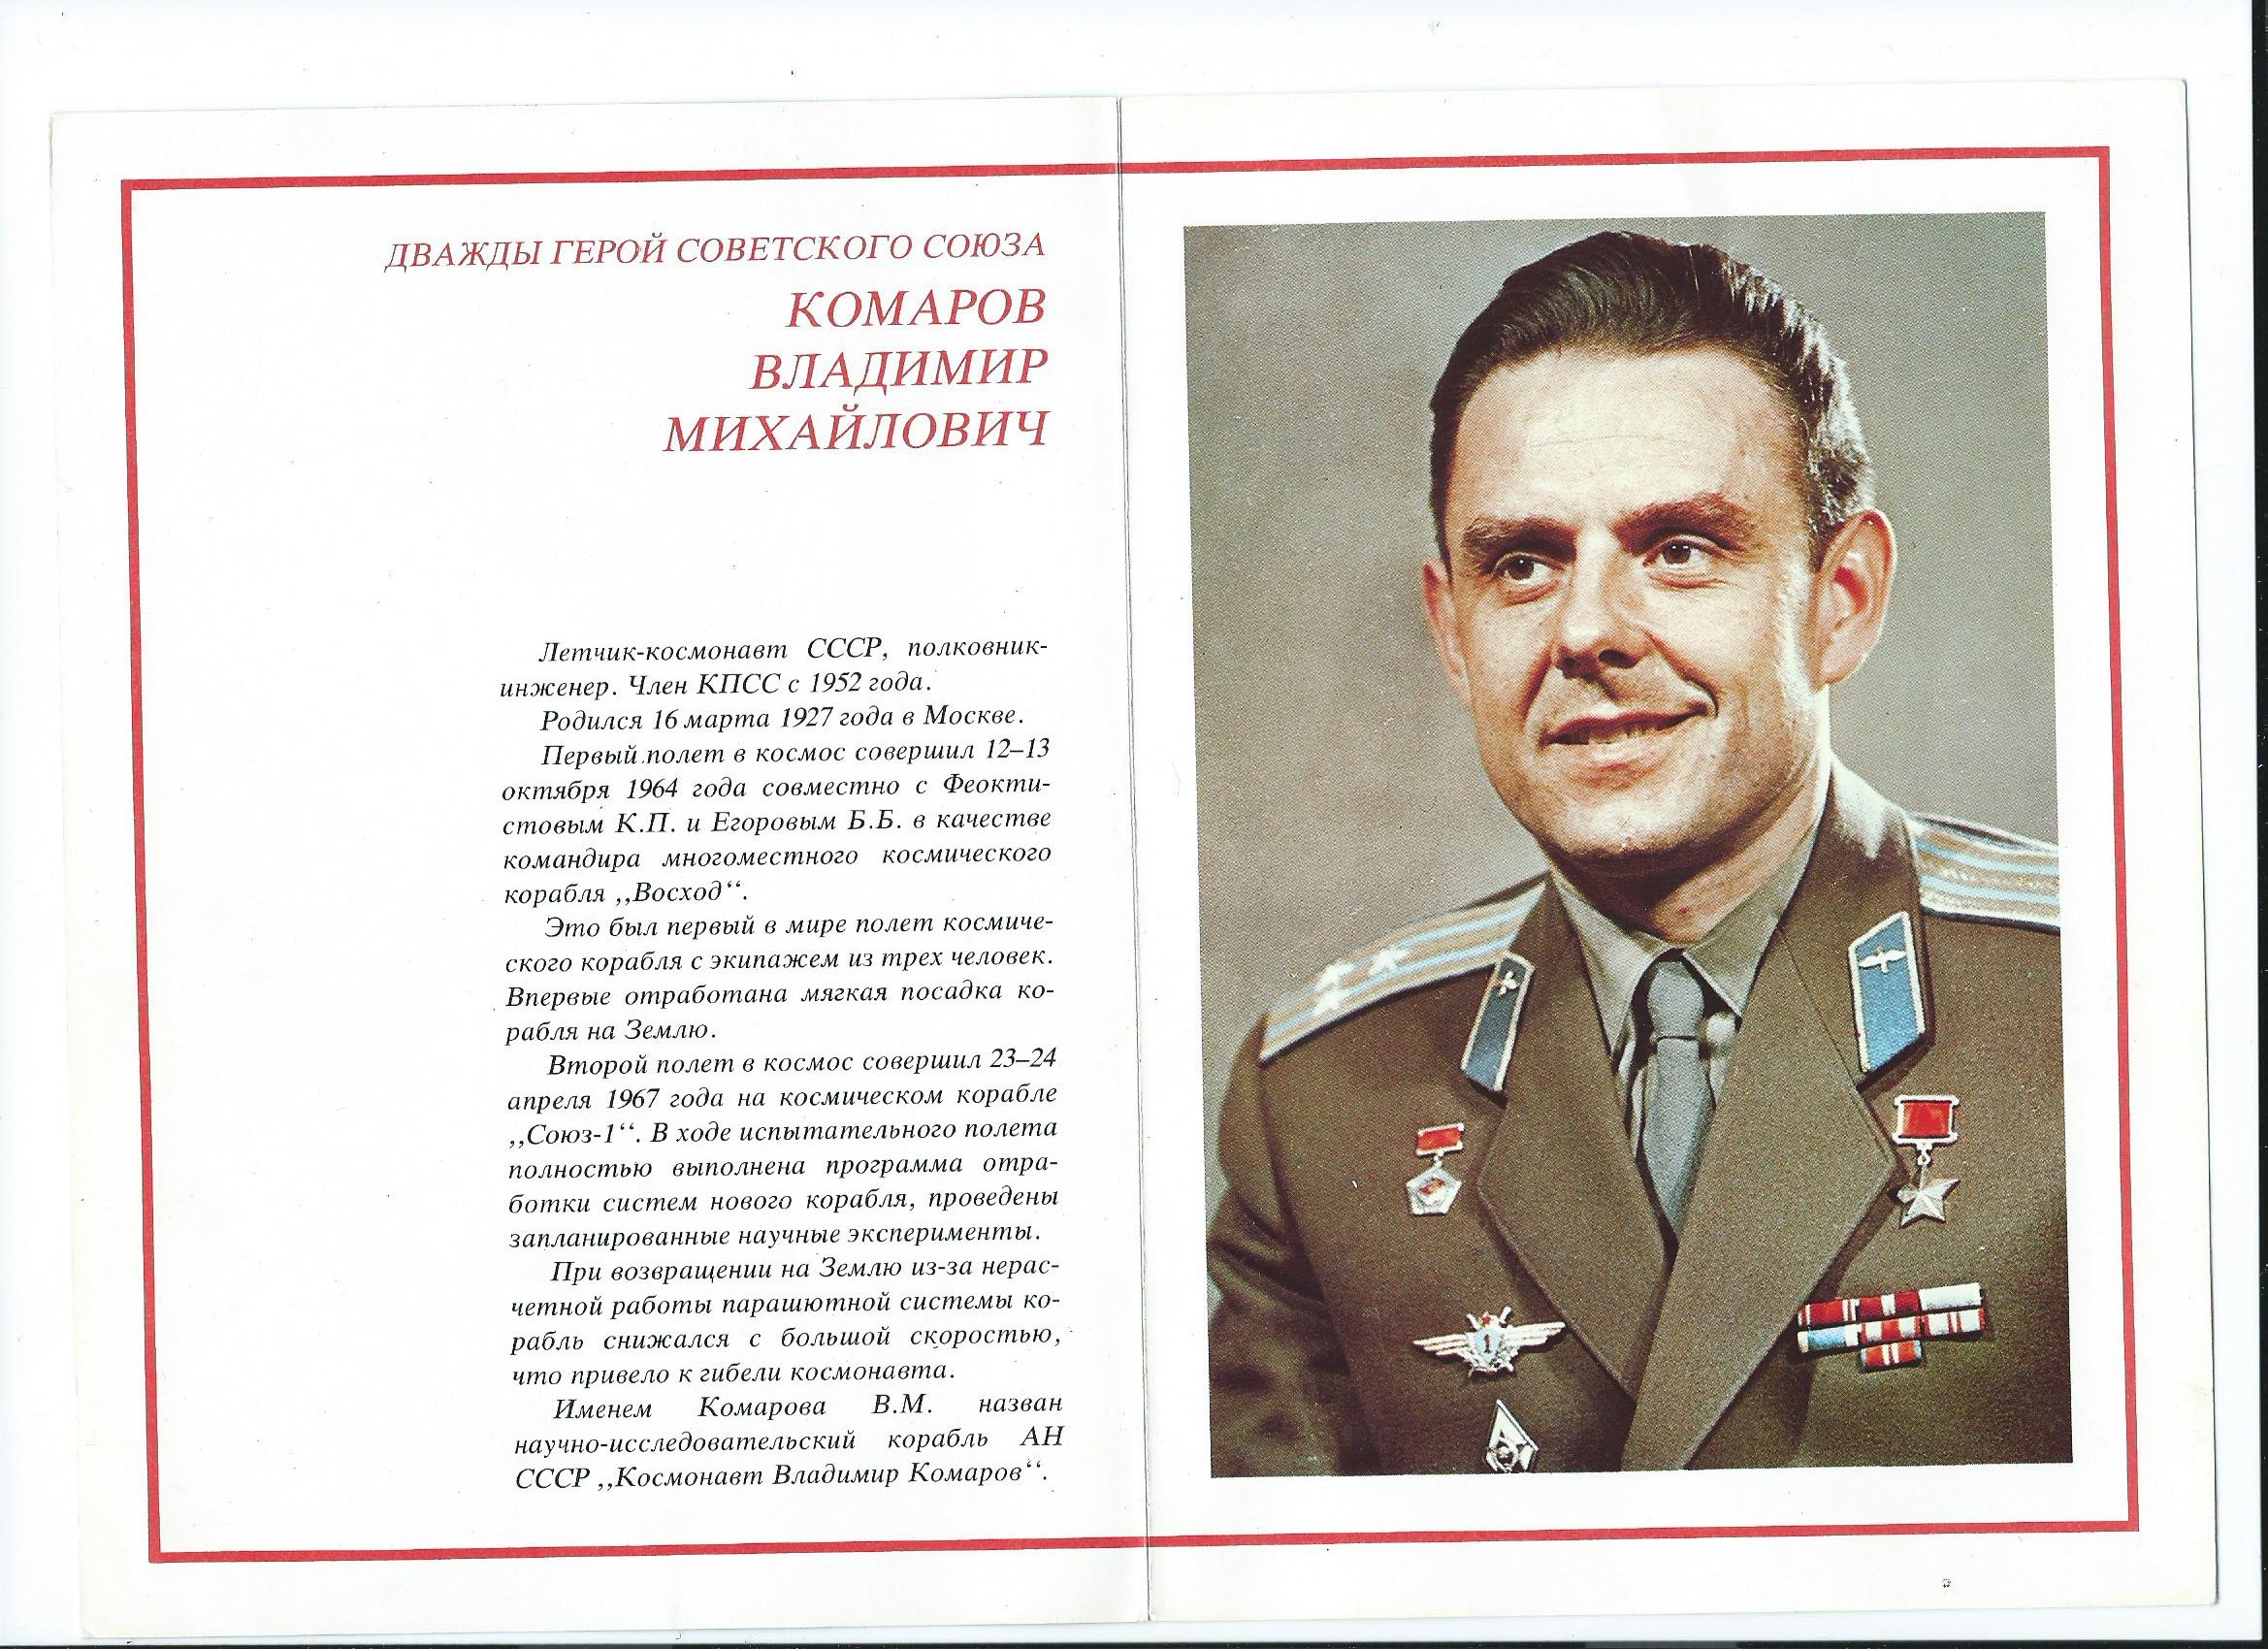 ДВАЖДЫ ГЕРОЙ СОВЕТСКОГО СОЮЗА
КОМАРОВ
ВЛАДИМИР
МИХАЙЛОВИЧ
Летчик-космонавт СССР, полковник-
инженер. Член КПСС с 1952 года.
Родился 16 марта 1927 года в Москве.
Первый полет в космос совершил 12–13
октября 1964 года совместно с Феокти-
стовым К.П. и Егоровым Б.Б. в качестве
командира многоместного космического
корабля ,,Восход“.
Это был первый в мире полет космиче-
ского корабля с экипажем из трех человек.
Впервые отработана мягкая посадка ко-
рабля на Землю.
Второй полет в космос совершил 23–24
апреля 1967 года на космическом корабле
,,Союз-1“. В ходе испытательного полета
полностью выполнена программа отра-
ботки систем нового корабля, проведены
запланированные научные эксперименты.
При возвращении на Землю из-за нерас-
четной работы парашютной системы ко-
рабль снижался с большой скоростью,
что привело к гибели космонавта.
Именем Комарова В.М. назван
научно-исследовательский корабль АН
СССР ,,Космонавт Владимир Комаров“.
1